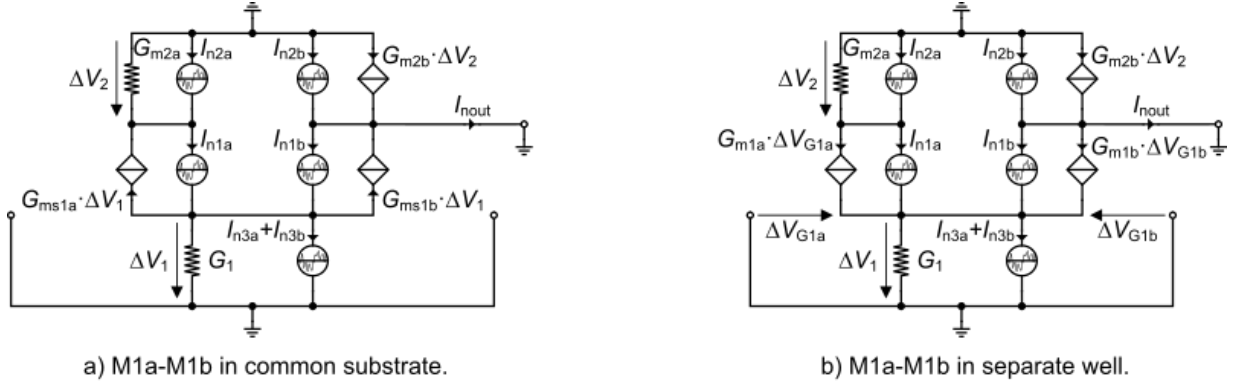 Gm2a In2a In2b Gm2b·ΔV2
ΔV2
Inout
In1a In1b
Gms1a·ΔV1 Gms1b·ΔV1
In3a+In3b
ΔV1 G1
a) M1a-M1b in common substrate.
Gm2a In2a In2b Gm2b·ΔV2
ΔV2
Inout
Gm1a·ΔVG1a In1a In1b Gm1b·ΔVG1b
In3a+In3b
ΔVG1a ΔVG1b
ΔV1 G1
b) M1a-M1b in separate well.